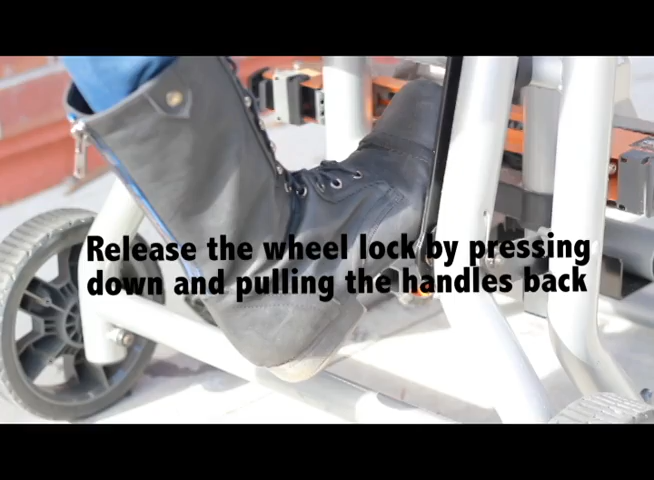 Release the wheel lock by pressing
down and pulling the handles back